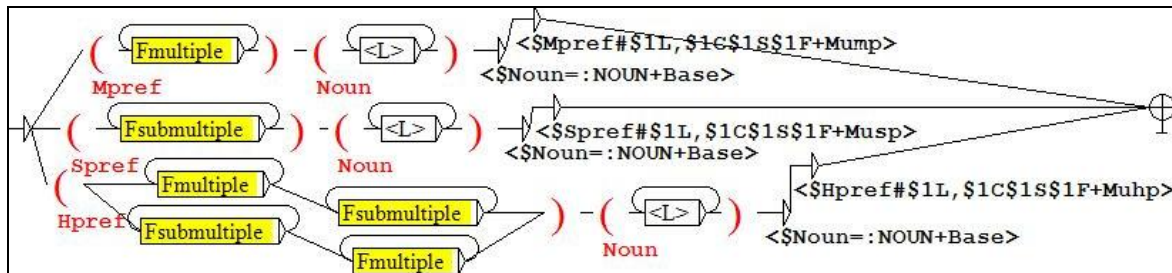 ( Fmultiple ) ( <L> )
Mpref Noun
<$Mpref#$1L,$1C$1S$1F+Mump>
<$Noun=:NOUN+Base>
( Fsubmultiple ) ( <L> )
Spref Noun
<$Spref#$1L,$1C$1S$1F+Musp>
<$Noun=:NOUN+Base>
( Fmultiple Fsubmultiple
Fsubmultiple Fmultiple ) ( <L> )
Hpref Noun
<$Hpref#$1L,$1C$1S$1F+Muhp>
<$Noun=:NOUN+Base>